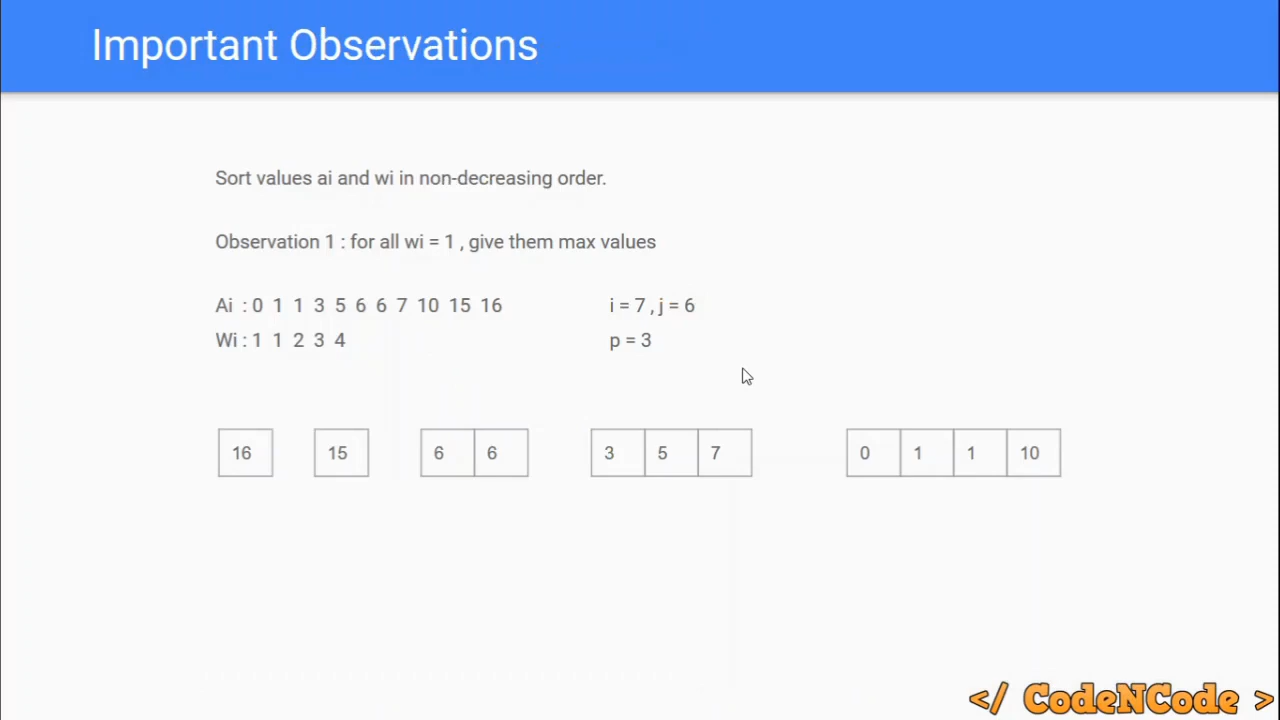 Important Observations
Sort values ai and wi in non-decreasing order.
Observation 1 : for all wi = 1 , give them max values
Ai : 0 1 1 3 5 6 6 7 10 15 16 i = 7 , j = 6
Wi : 1 1 2 3 4 p = 3
16 15 6 6 3 5 7 0 1 1 10
</ CodeNCode >